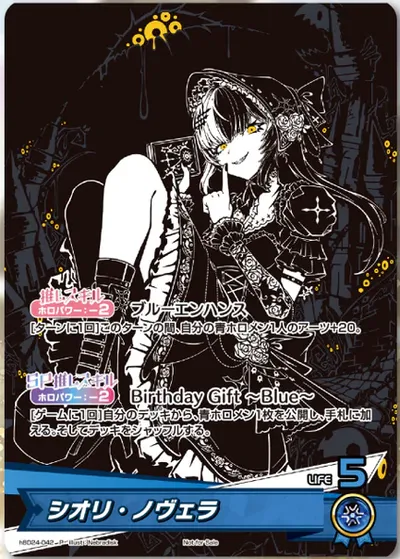 推しスキル
ホロパワー：-2
ブルーエンハンス
[ターンに1回]このターンの間、自分の青ホロメン1人のアーツ+20。
SP推しスキル
ホロパワー：-2
Birthday Gift ～Blue～
[ゲームに1回]自分のデッキから、青ホロメン1枚を公開し、手札に加
える。そしてデッキをシャッフルする。
LIFE 5
シオリ・ノヴェラ
hBD24-042 P Illust: Nebradisk Not for Sale